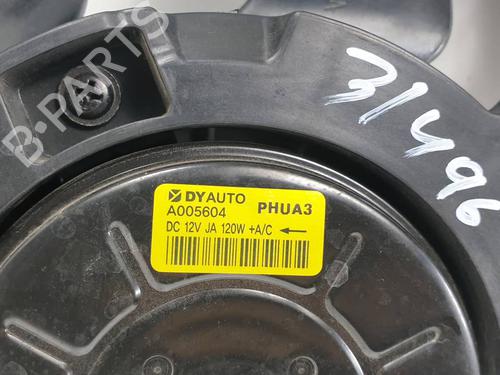 B-PARTS
31496
DYAUTO
A005604 PHUA3
DC 12V JA 120W +A/C ←